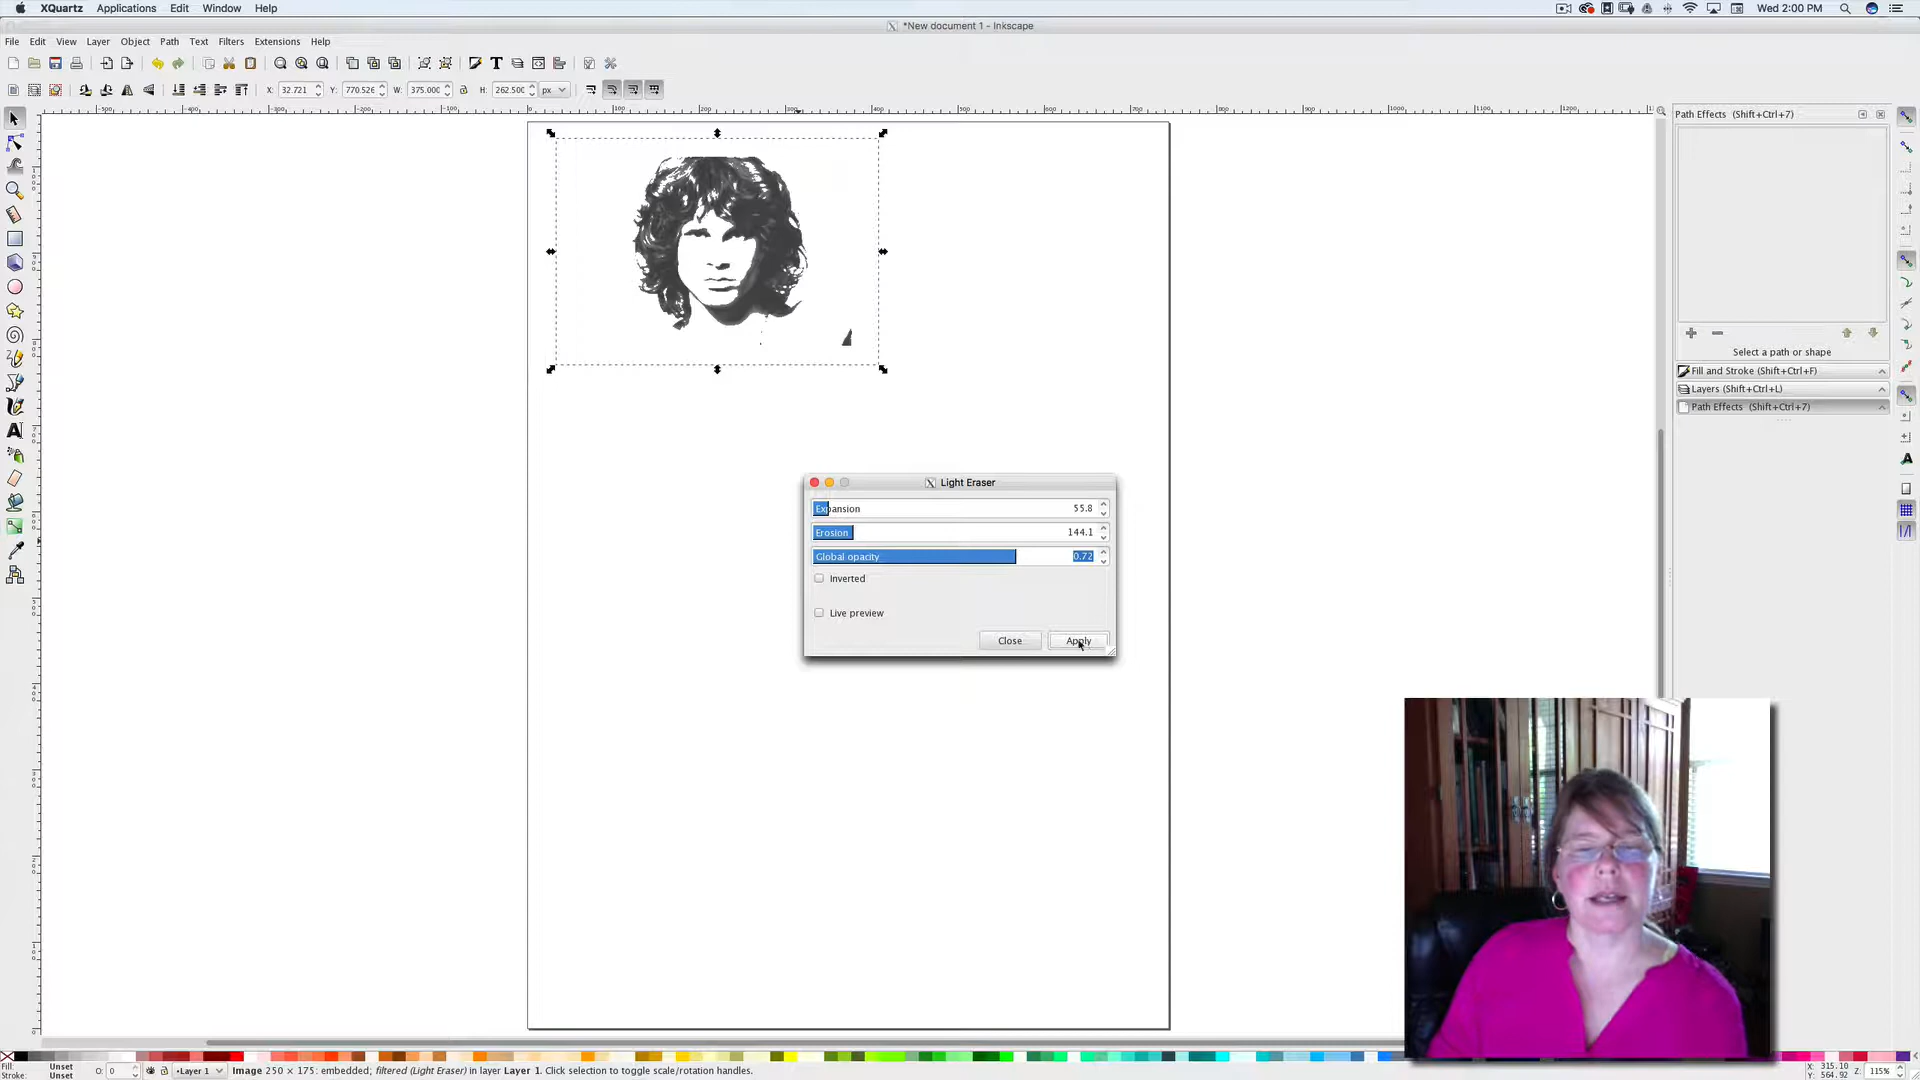 XQuartz Applications Edit Window Help Wed 2:00 PM
*New document 1 - Inkscape
File Edit View Layer Object Path Text Filters Extensions Help
X: 32.721 Y: 770.526 W: 375.000 H: 262.500 px
Path Effects (Shift+Ctrl+7)
Select a path or shape
Fill and Stroke (Shift+Ctrl+F)
Layers (Shift+Ctrl+L)
Path Effects (Shift+Ctrl+7)
Light Eraser
Expansion 55.8
Erosion 144.1
Global opacity 0.72
Inverted
Live preview
Close Apply
Fill: Unset
Stroke: Unset
O: 0
•Layer 1
Image 250 × 175: embedded; filtered (Light Eraser) in layer Layer 1. Click selection to toggle scale/rotation handles.
X: 315.10
Y: 564.92
Z: 115%